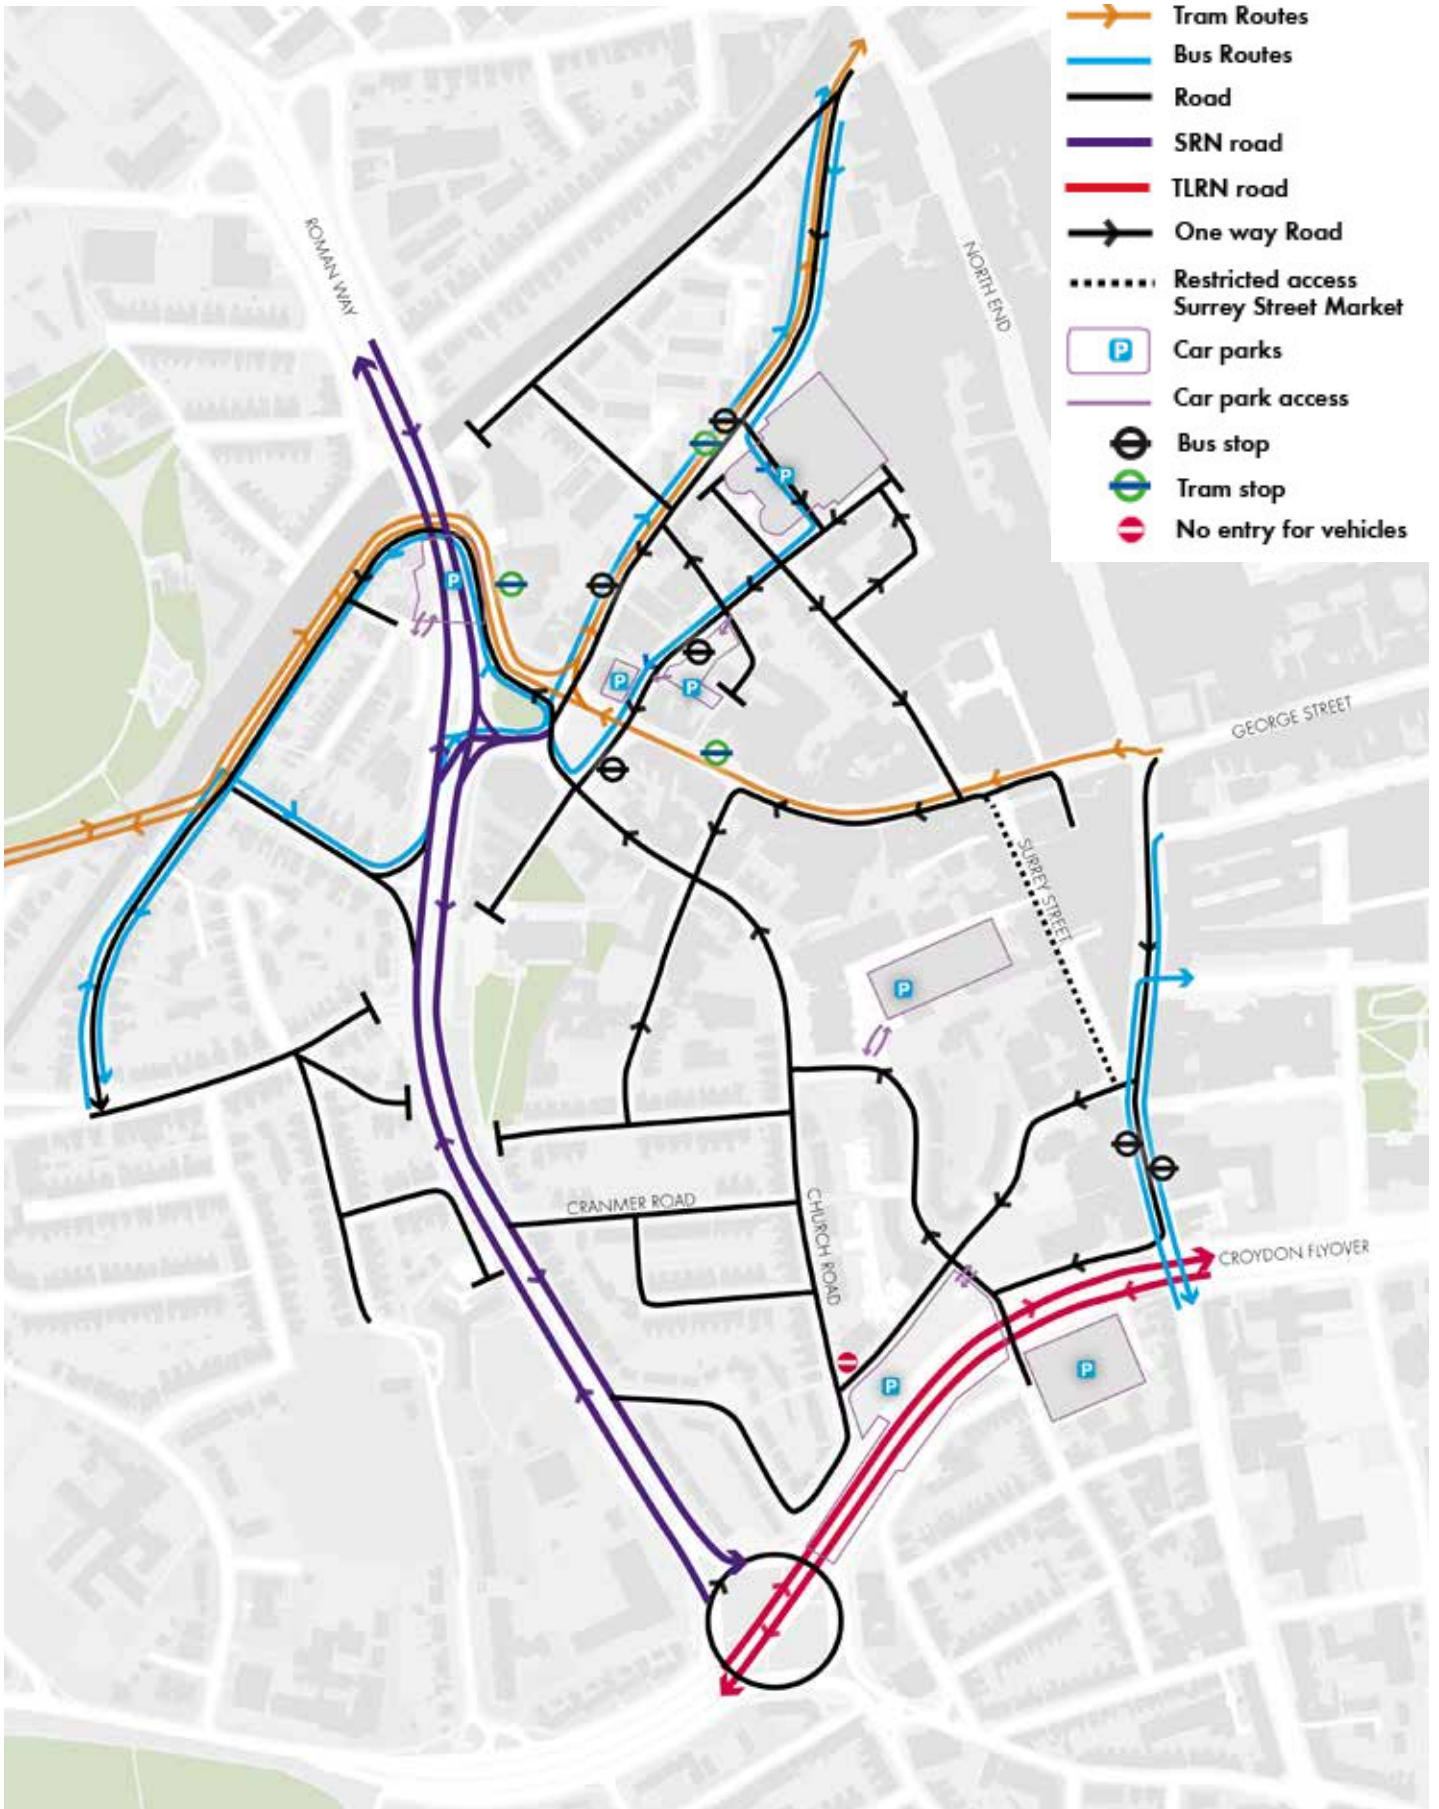 Tram Routes
Bus Routes
Road
SRN road
TLRN road
One way Road
Restricted access
Surrey Street Market
P Car parks
Car park access
Bus stop
Tram stop
No entry for vehicles
ROMAN WAY
NORTH END
P
P
P
P
GEORGE STREET
SURREY STREET
P
CRANMER ROAD
CHURCH ROAD
CROYDON FLYOVER
P
P